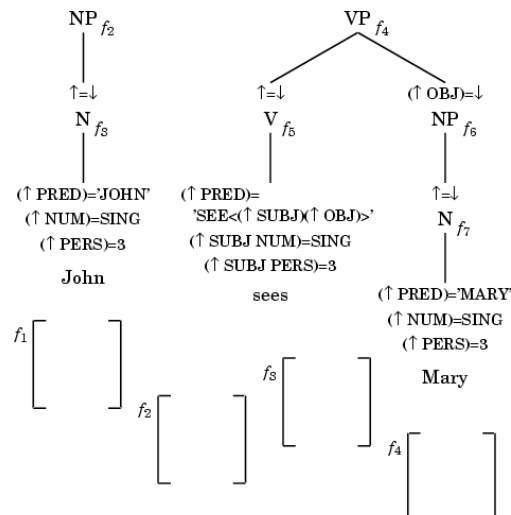 NP f2
VP f4
↑=↓
↑=↓
(↑ OBJ)=↓
N f3
V f5
NP f6
(↑ PRED)='JOHN'
(↑ NUM)=SING
(↑ PERS)=3
John
(↑ PRED)=
'SEE<(↑ SUBJ)(↑ OBJ)>'
(↑ SUBJ NUM)=SING
(↑ SUBJ PERS)=3
sees
↑=↓
N f7
(↑ PRED)='MARY'
(↑ NUM)=SING
(↑ PERS)=3
Mary
f1
f2
f3
f4